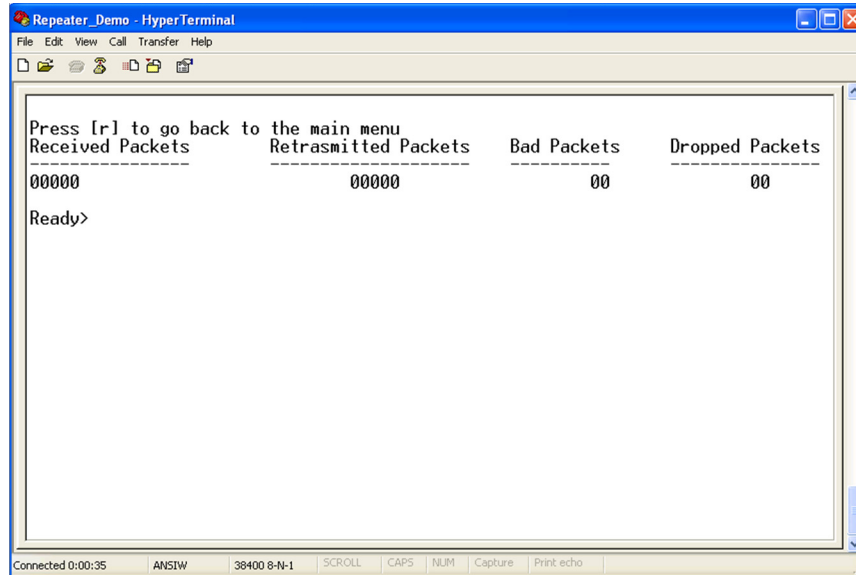 Repeater_Demo - HyperTerminal
File Edit View Call Transfer Help
Press [r] to go back to the main menu
Received Packets Retrasmitted Packets Bad Packets Dropped Packets
---------------- -------------------- ---------- ---------------
00000 00000 00 00
Ready>
Connected 0:00:35 ANSIW 38400 8-N-1 SCROLL CAPS NUM Capture Print echo